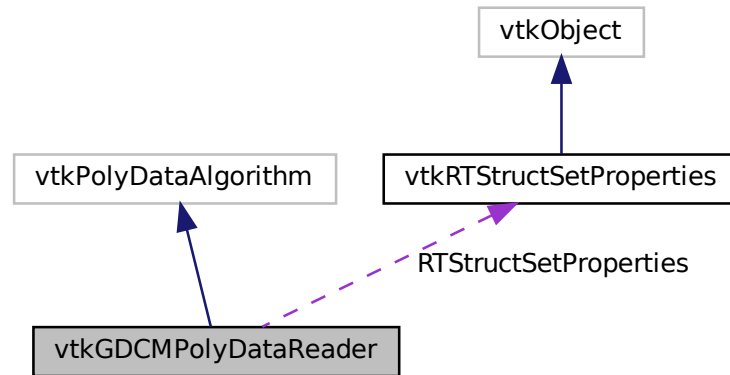 vtkObject
vtkPolyDataAlgorithm
vtkRTStructSetProperties
RTStructSetProperties
vtkGDCMPolyDataReader